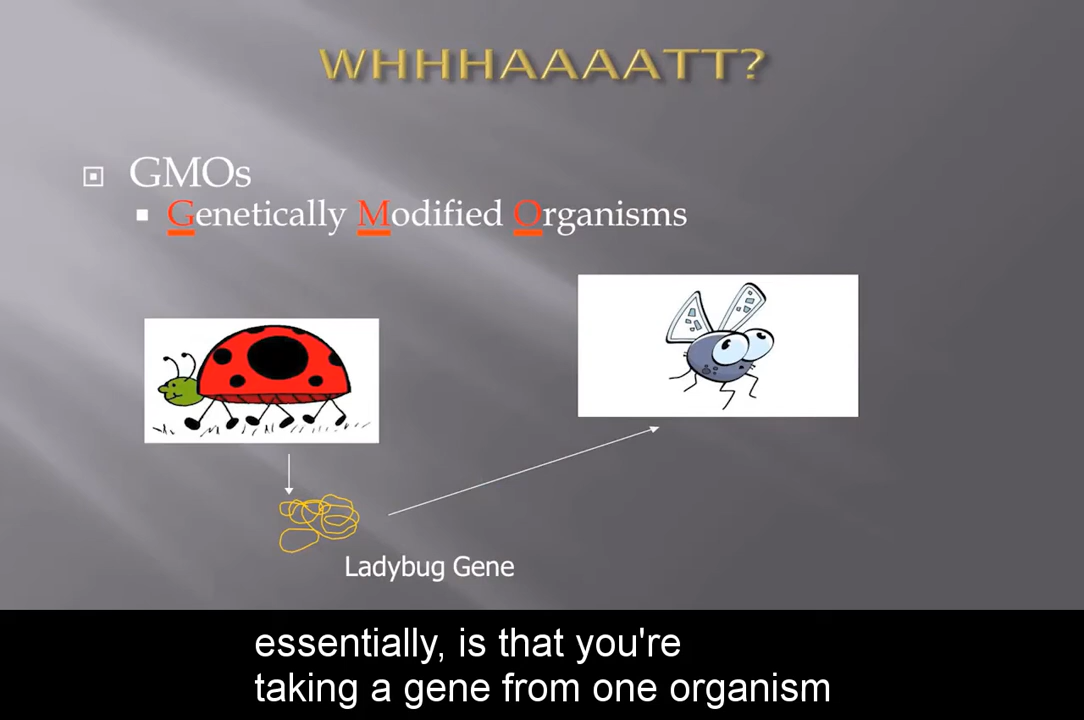 WHHHAAAATT?
GMOs
Genetically Modified Organisms
Ladybug Gene
essentially, is that you're
taking a gene from one organism